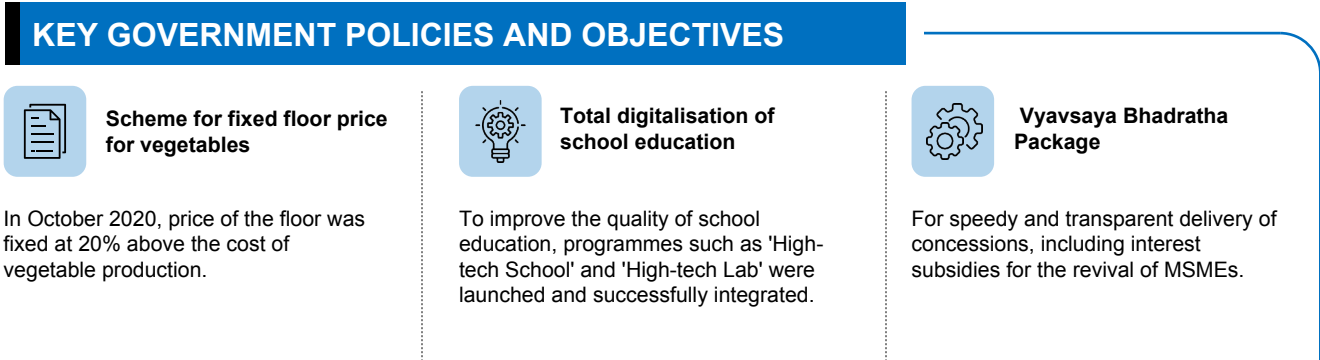 KEY GOVERNMENT POLICIES AND OBJECTIVES
Scheme for fixed floor price
for vegetables
In October 2020, price of the floor was
fixed at 20% above the cost of
vegetable production.
Total digitalisation of
school education
To improve the quality of school
education, programmes such as 'High-
tech School' and 'High-tech Lab' were
launched and successfully integrated.
Vyavsaya Bhadratha
Package
For speedy and transparent delivery of
concessions, including interest
subsidies for the revival of MSMEs.